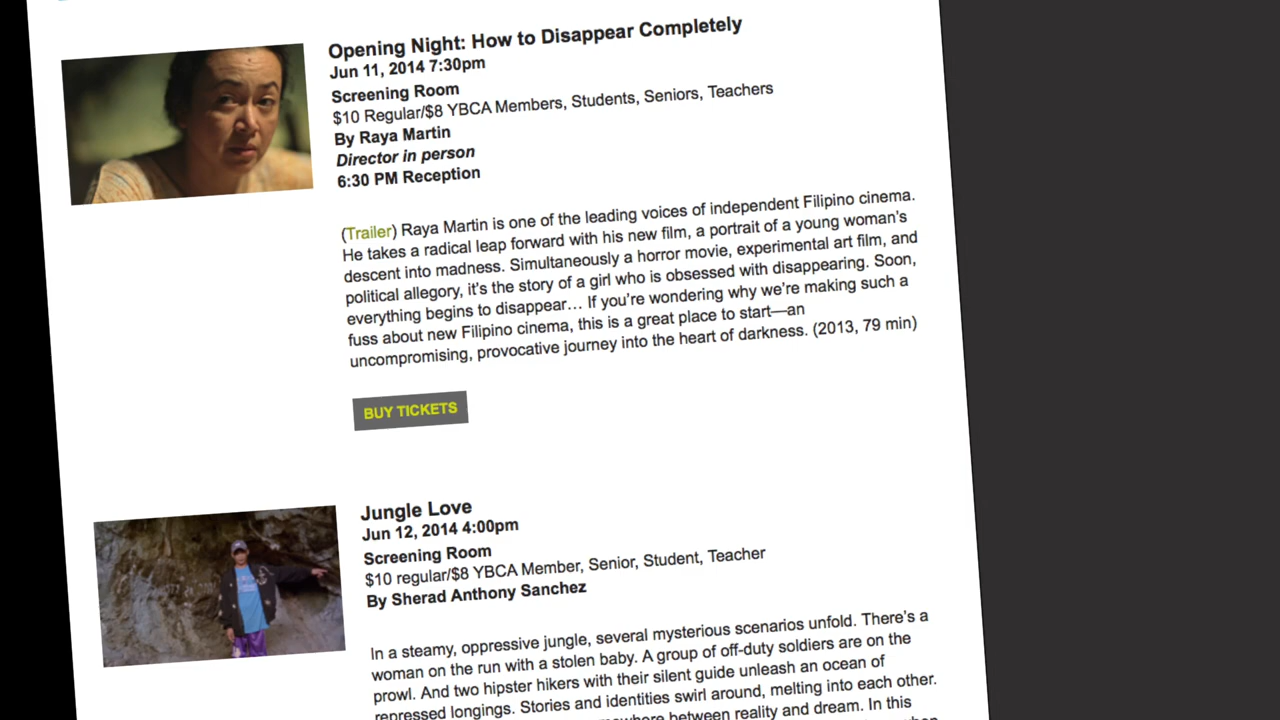 Opening Night: How to Disappear Completely
Jun 11, 2014 7:30pm
Screening Room
$10 Regular/$8 YBCA Members, Students, Seniors, Teachers
By Raya Martin
Director in person
6:30 PM Reception
(Trailer) Raya Martin is one of the leading voices of independent Filipino cinema.
He takes a radical leap forward with his new film, a portrait of a young woman's
descent into madness. Simultaneously a horror movie, experimental art film, and
political allegory, it's the story of a girl who is obsessed with disappearing. Soon,
everything begins to disappear… If you're wondering why we're making such a
fuss about new Filipino cinema, this is a great place to start—an
uncompromising, provocative journey into the heart of darkness. (2013, 79 min)
BUY TICKETS
Jungle Love
Jun 12, 2014 4:00pm
Screening Room
$10 regular/$8 YBCA Member, Senior, Student, Teacher
By Sherad Anthony Sanchez
In a steamy, oppressive jungle, several mysterious scenarios unfold. There's a
woman on the run with a stolen baby. A group of off-duty soldiers are on the
prowl. And two hipster hikers with their silent guide unleash an ocean of
repressed longings. Stories and identities swirl around, melting into each other.
between reality and dream. In this